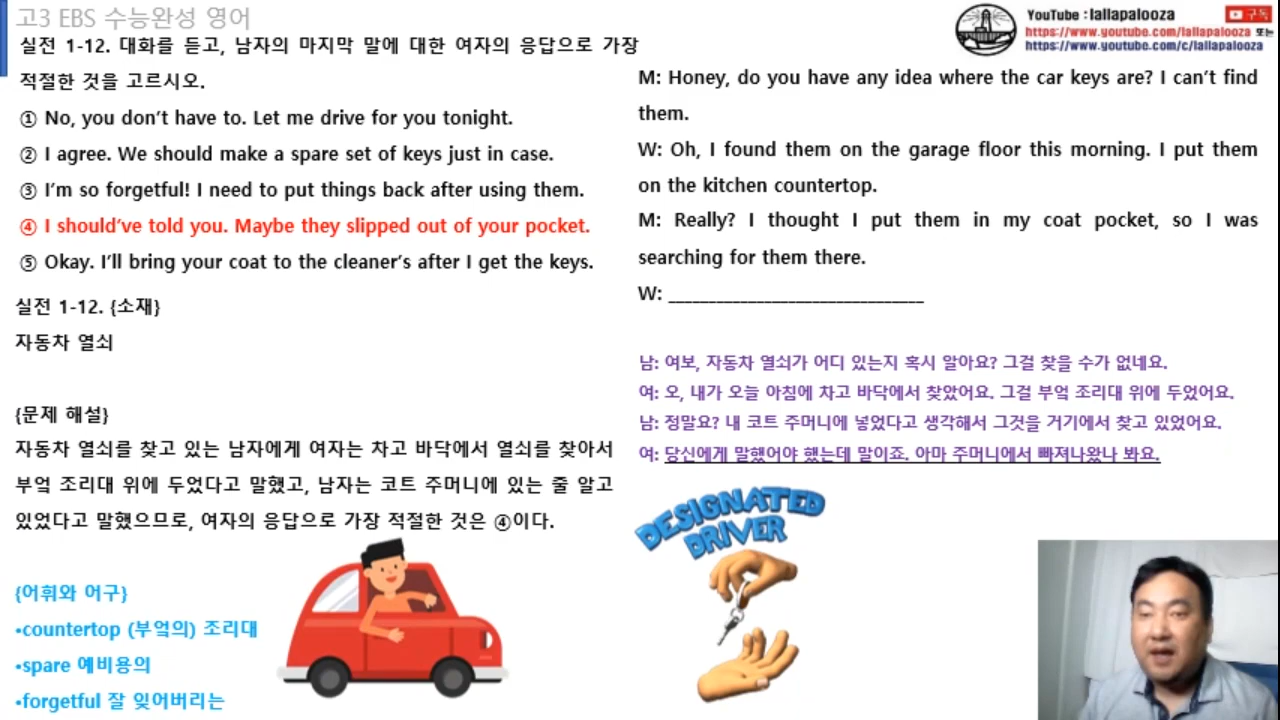 고3 EBS 수능완성 영어
실전 1-12. 대화를 듣고, 남자의 마지막 말에 대한 여자의 응답으로 가장
적절한 것을 고르시오.
① No, you don't have to. Let me drive for you tonight.
② I agree. We should make a spare set of keys just in case.
③ I'm so forgetful! I need to put things back after using them.
④ I should've told you. Maybe they slipped out of your pocket.
⑤ Okay. I'll bring your coat to the cleaner's after I get the keys.
실전 1-12. {소재}
자동차 열쇠
{문제 해설}
자동차 열쇠를 찾고 있는 남자에게 여자는 차고 바닥에서 열쇠를 찾아서
부엌 조리대 위에 두었다고 말했고, 남자는 코트 주머니에 있는 줄 알고
있었다고 말했으므로, 여자의 응답으로 가장 적절한 것은 ④이다.
{어휘와 어구}
•countertop (부엌의) 조리대
•spare 예비용의
•forgetful 잘 잊어버리는
YouTube : lallapalooza
구독
https://www.youtube.com/lallapalooza 또는
https://www.youtube.com/c/lallapalooza
M: Honey, do you have any idea where the car keys are? I can't find
them.
W: Oh, I found them on the garage floor this morning. I put them
on the kitchen countertop.
M: Really? I thought I put them in my coat pocket, so I was
searching for them there.
W: ________________________________
남: 여보, 자동차 열쇠가 어디 있는지 혹시 알아요? 그걸 찾을 수가 없네요.
여: 오, 내가 오늘 아침에 차고 바닥에서 찾았어요. 그걸 부엌 조리대 위에 두었어요.
남: 정말요? 내 코트 주머니에 넣었다고 생각해서 그것을 거기에서 찾고 있었어요.
여: 당신에게 말했어야 했는데 말이죠. 아마 주머니에서 빠져나왔나 봐요.
DESIGNATED
DRIVER